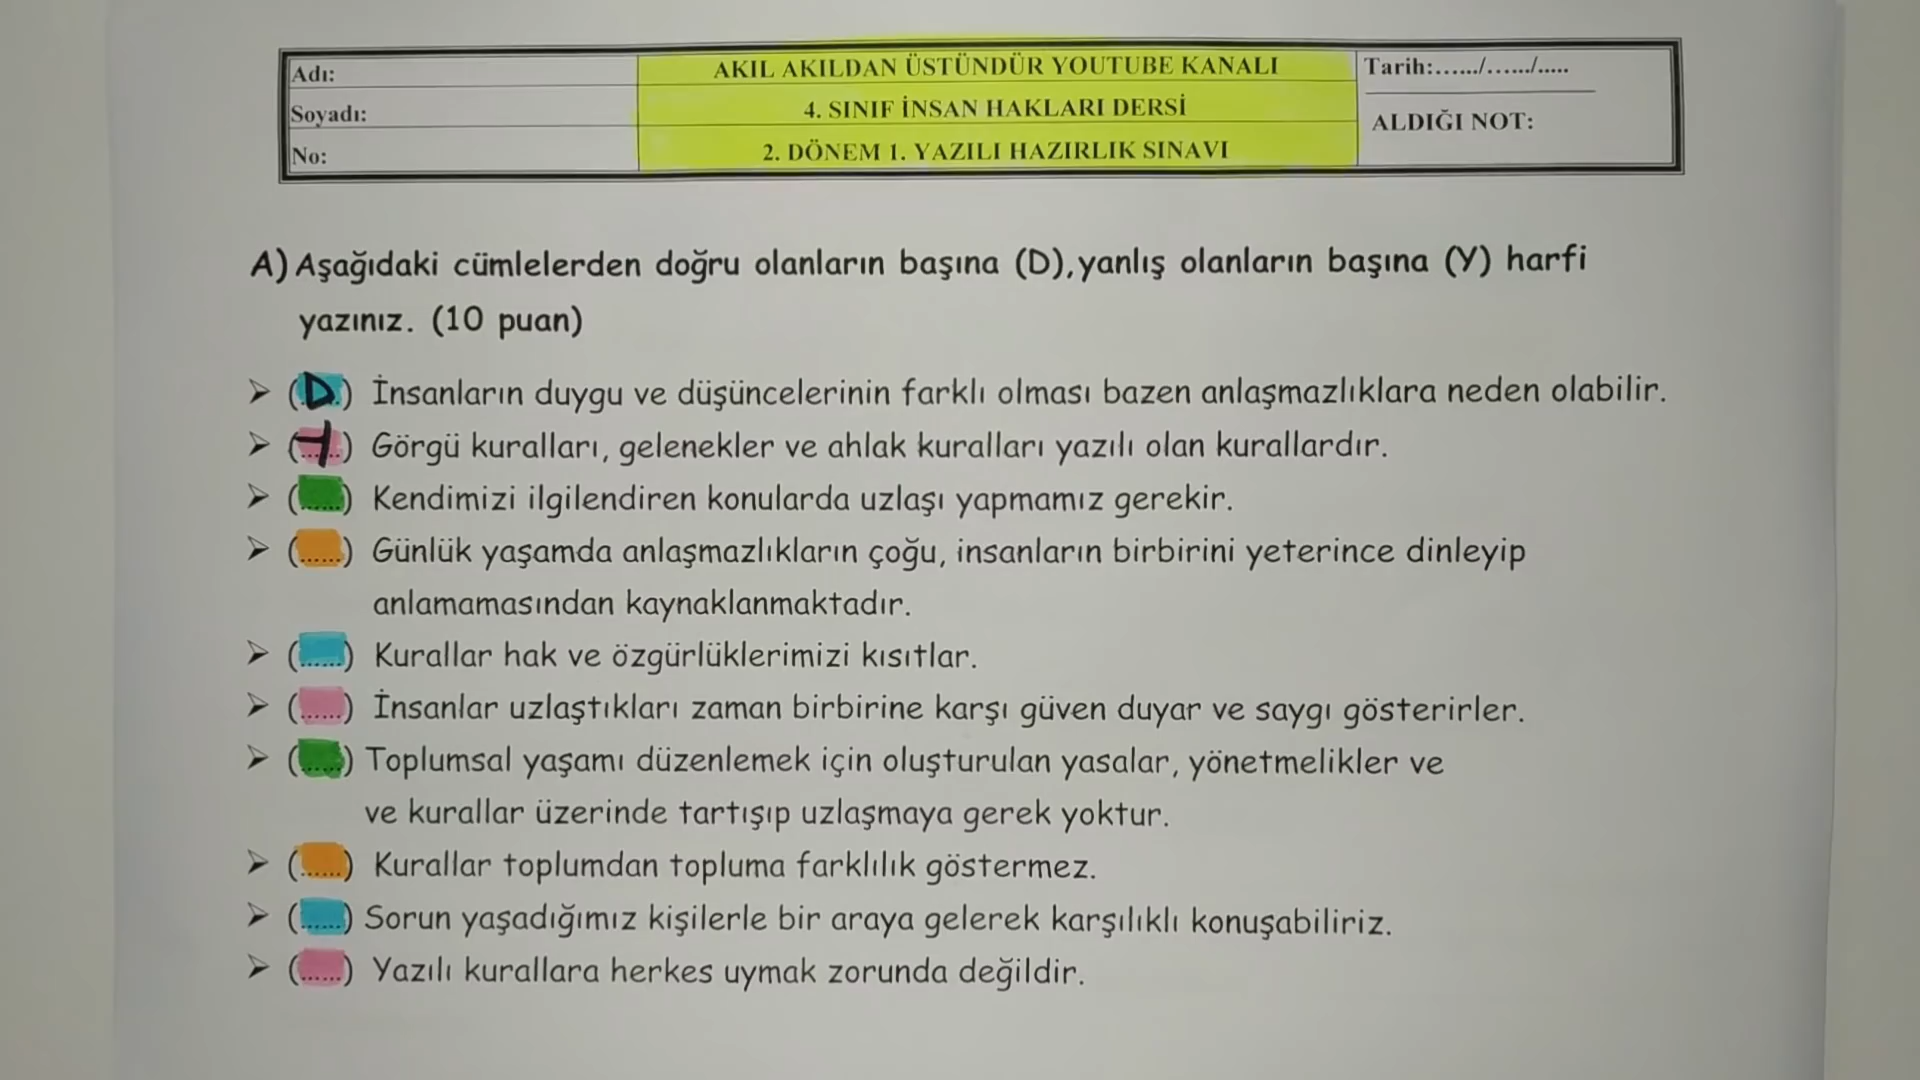 Adı:
Soyadı:
No:
AKIL AKILDAN ÜSTÜNDÜR YOUTUBE KANALI
4. SINIF İNSAN HAKLARI DERSİ
2. DÖNEM 1. YAZILI HAZIRLIK SINAVI
Tarih:....../....../.....
ALDIĞI NOT:
A) Aşağıdaki cümlelerden doğru olanların başına (D),yanlış olanların başına (Y) harfi
yazınız. (10 puan)
➢ (D) İnsanların duygu ve düşüncelerinin farklı olması bazen anlaşmazlıklara neden olabilir.
➢ (......) Görgü kuralları, gelenekler ve ahlak kuralları yazılı olan kurallardır.
➢ (......) Kendimizi ilgilendiren konularda uzlaşı yapmamız gerekir.
➢ (......) Günlük yaşamda anlaşmazlıkların çoğu, insanların birbirini yeterince dinleyip
anlamamasından kaynaklanmaktadır.
➢ (......) Kurallar hak ve özgürlüklerimizi kısıtlar.
➢ (......) İnsanlar uzlaştıkları zaman birbirine karşı güven duyar ve saygı gösterirler.
➢ (......) Toplumsal yaşamı düzenlemek için oluşturulan yasalar, yönetmelikler ve
ve kurallar üzerinde tartışıp uzlaşmaya gerek yoktur.
➢ (......) Kurallar toplumdan topluma farklılık göstermez.
➢ (......) Sorun yaşadığımız kişilerle bir araya gelerek karşılıklı konuşabiliriz.
➢ (......) Yazılı kurallara herkes uymak zorunda değildir.